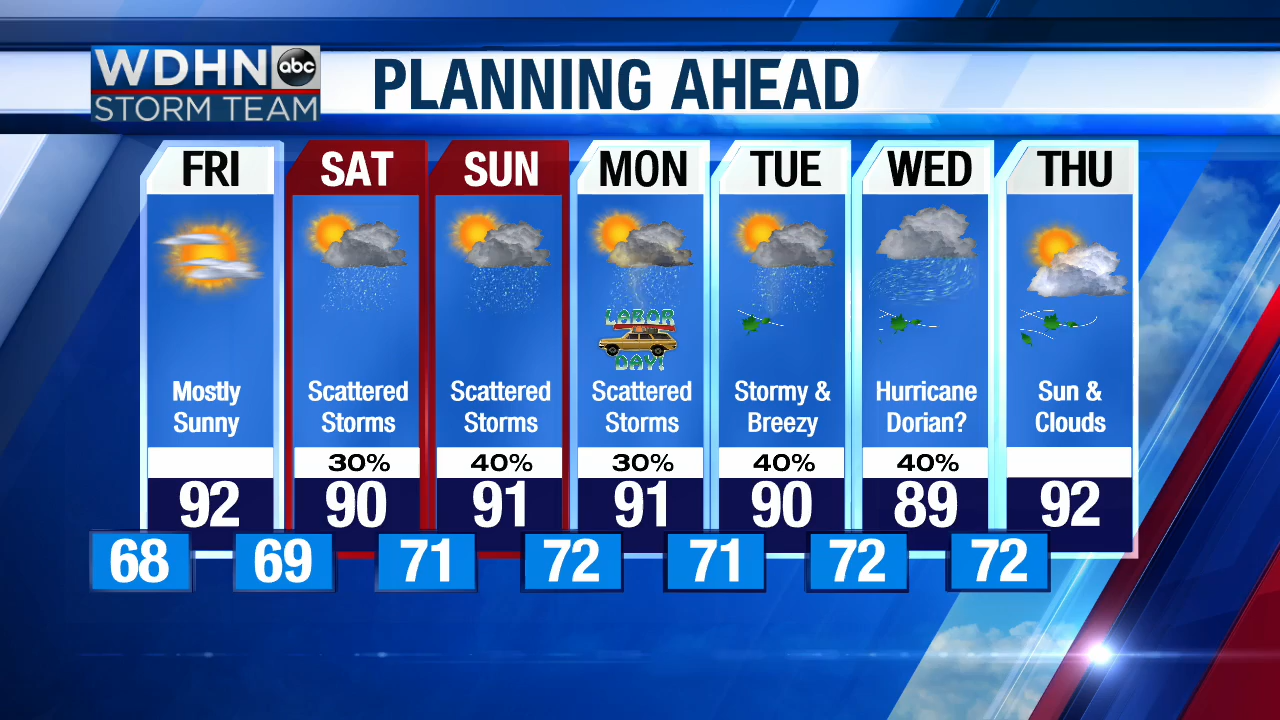 WDHN abc
STORM TEAM
PLANNING AHEAD
FRI
SAT
SUN
MON
TUE
WED
THU
LABOR
DAY!
Mostly
Sunny
Scattered
Storms
Scattered
Storms
Scattered
Storms
Stormy &
Breezy
Hurricane
Dorian?
Sun &
Clouds
30%
40%
30%
40%
40%
92
90
91
91
90
89
92
68
69
71
72
71
72
72